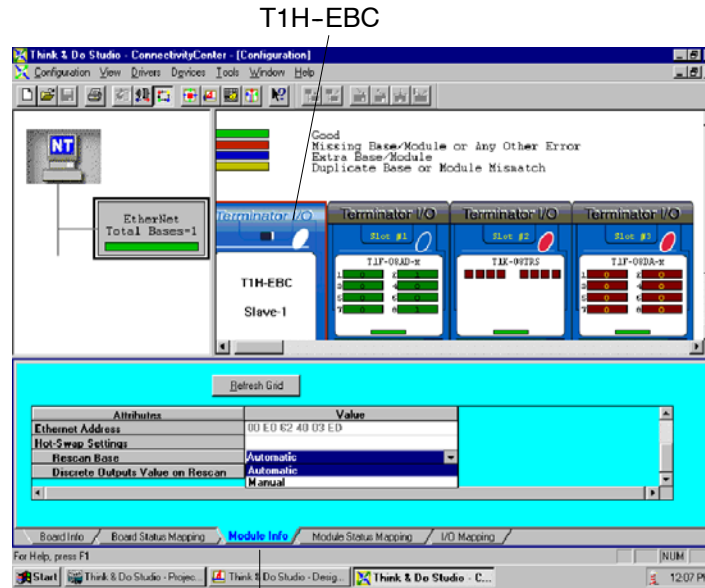 T1H-EBC
Think & Do Studio - ConnectivityCenter - [Configuration]
Configuration View Drivers Devices Tools Window Help
NT
EtherNet
Total Bases=1
Good
Missing Base/Module or Any Other Error
Extra Base/Module
Duplicate Base or Module Mismatch
Terminator I/O
T1H-EBC
Slave-1
Terminator I/O
Slot #1
T1F-08AD-x
Terminator I/O
Slot #2
T1K-08TRS
Terminator I/O
Slot #3
T1F-08DA-x
Refresh Grid
Attributes Value
Ethernet Address 00 E0 62 40 03 ED
Hot-Swap Settings
Rescan Base Automatic
Discrete Outputs Value on Rescan Automatic
Manual
Board Info Board Status Mapping Module Info Module Status Mapping I/O Mapping
For Help, press F1 NUM
Start Think & Do Studio - Projec... Think & Do Studio - Desig... Think & Do Studio - C... 12:07 P